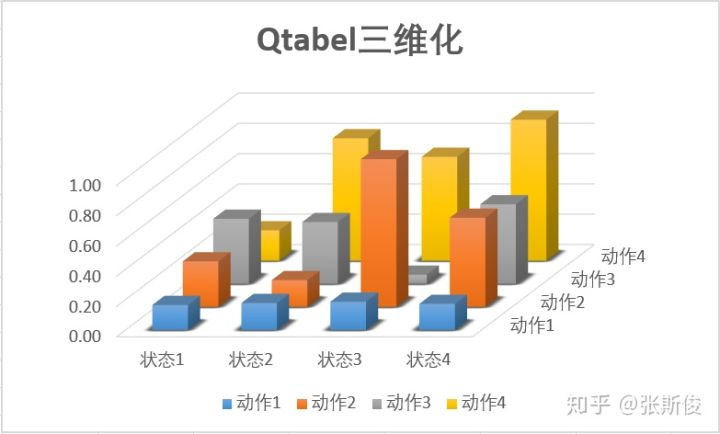 Qtabel三维化
1.00
0.80
0.60
0.40
0.20
0.00
动作4
动作3
动作2
动作1
状态1 状态2 状态3 状态4
动作1 动作2 动作3 动作4
知乎 @张斯俊